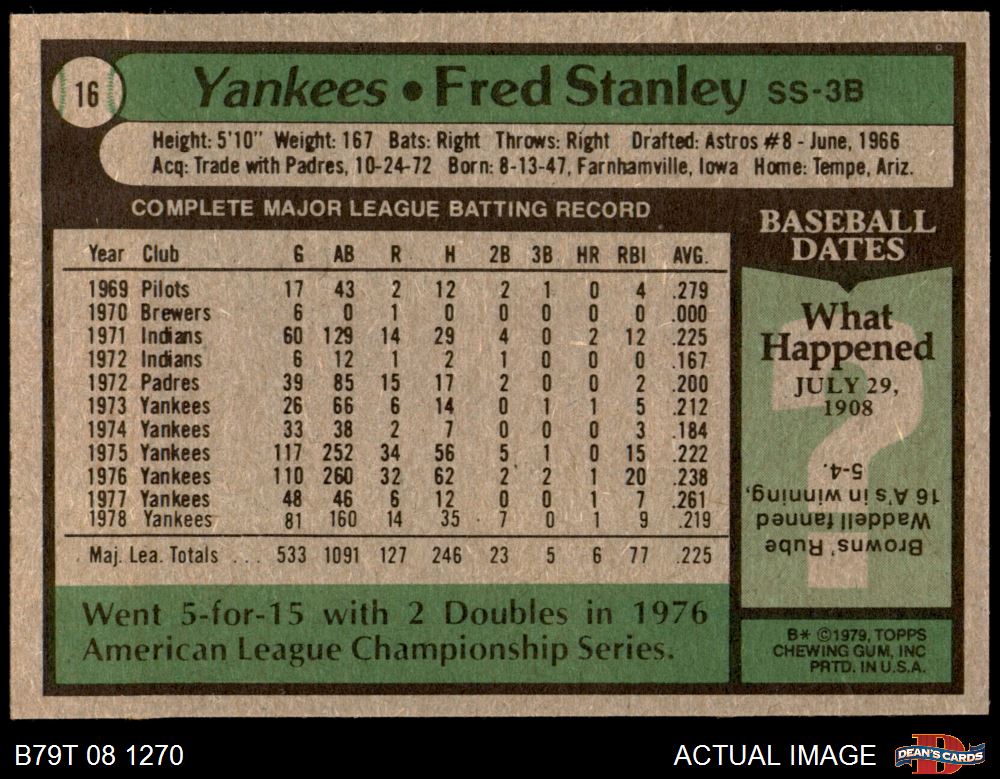 16
Yankees • Fred Stanley SS-3B
Height: 5'10" Weight: 167 Bats: Right Throws: Right Drafted: Astros #8 - June, 1966
Acq: Trade with Padres, 10-24-72 Born: 8-13-47, Farnhamville, Iowa Home: Tempe, Ariz.
COMPLETE MAJOR LEAGUE BATTING RECORD
Year Club G AB R H 2B 3B HR RBI AVG.
1969 Pilots 17 43 2 12 2 1 0 4 .279
1970 Brewers 6 0 1 0 0 0 0 0 .000
1971 Indians 60 129 14 29 4 0 2 12 .225
1972 Indians 6 12 1 2 1 0 0 0 .167
1972 Padres 39 85 15 17 2 0 0 2 .200
1973 Yankees 26 66 6 14 0 1 1 5 .212
1974 Yankees 33 38 2 7 0 0 0 3 .184
1975 Yankees 117 252 34 56 5 1 0 15 .222
1976 Yankees 110 260 32 62 2 2 1 20 .238
1977 Yankees 48 46 6 12 0 0 1 7 .261
1978 Yankees 81 160 14 35 7 0 1 9 .219
Maj. Lea. Totals ... 533 1091 127 246 23 5 6 77 .225
Went 5-for-15 with 2 Doubles in 1976
American League Championship Series.
BASEBALL
DATES
What
Happened
JULY 29,
1908
Browns' Rube
Waddell fanned
16 A's in winning,
5-4.
B* ©1979, TOPPS
CHEWING GUM, INC
PRTD. IN U.S.A.
B79T 08 1270
ACTUAL IMAGE
DEAN'S CARDS